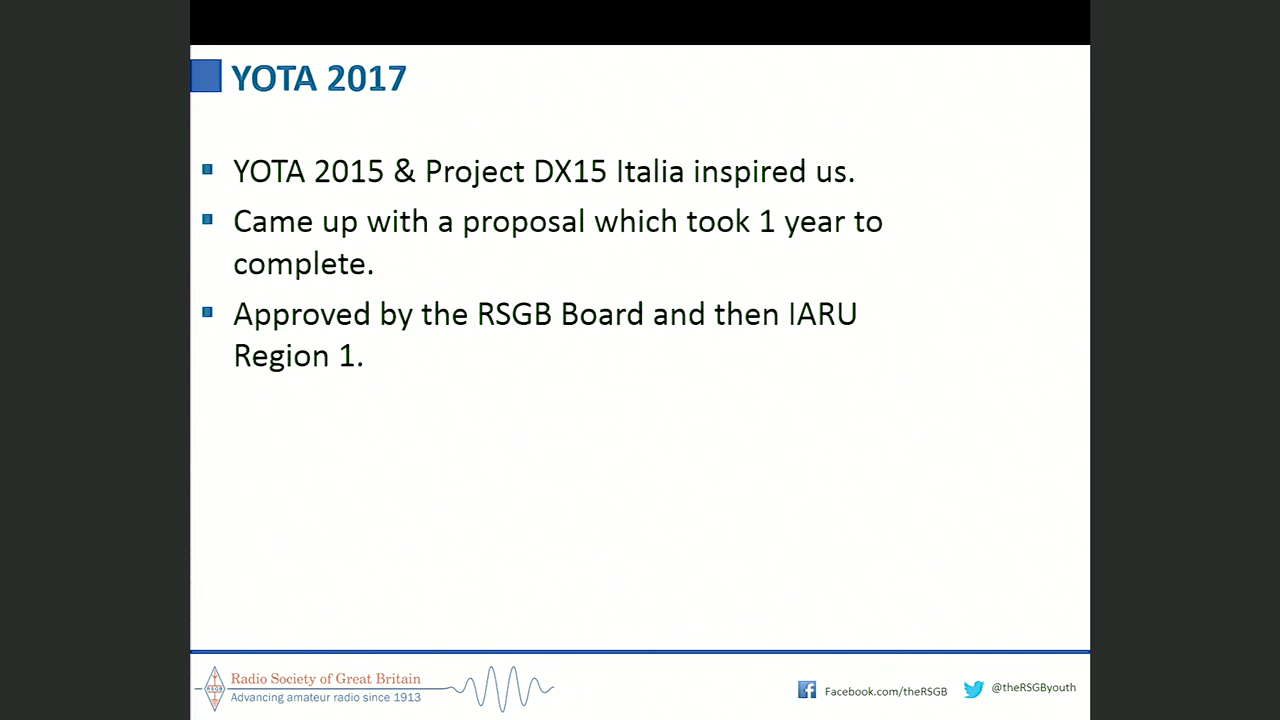 YOTA 2017
YOTA 2015 & Project DX15 Italia inspired us.
Came up with a proposal which took 1 year to
complete.
Approved by the RSGB Board and then IARU
Region 1.
RSGB
Radio Society of Great Britain
Advancing amateur radio since 1913
Facebook.com/theRSGB
@theRSGByouth